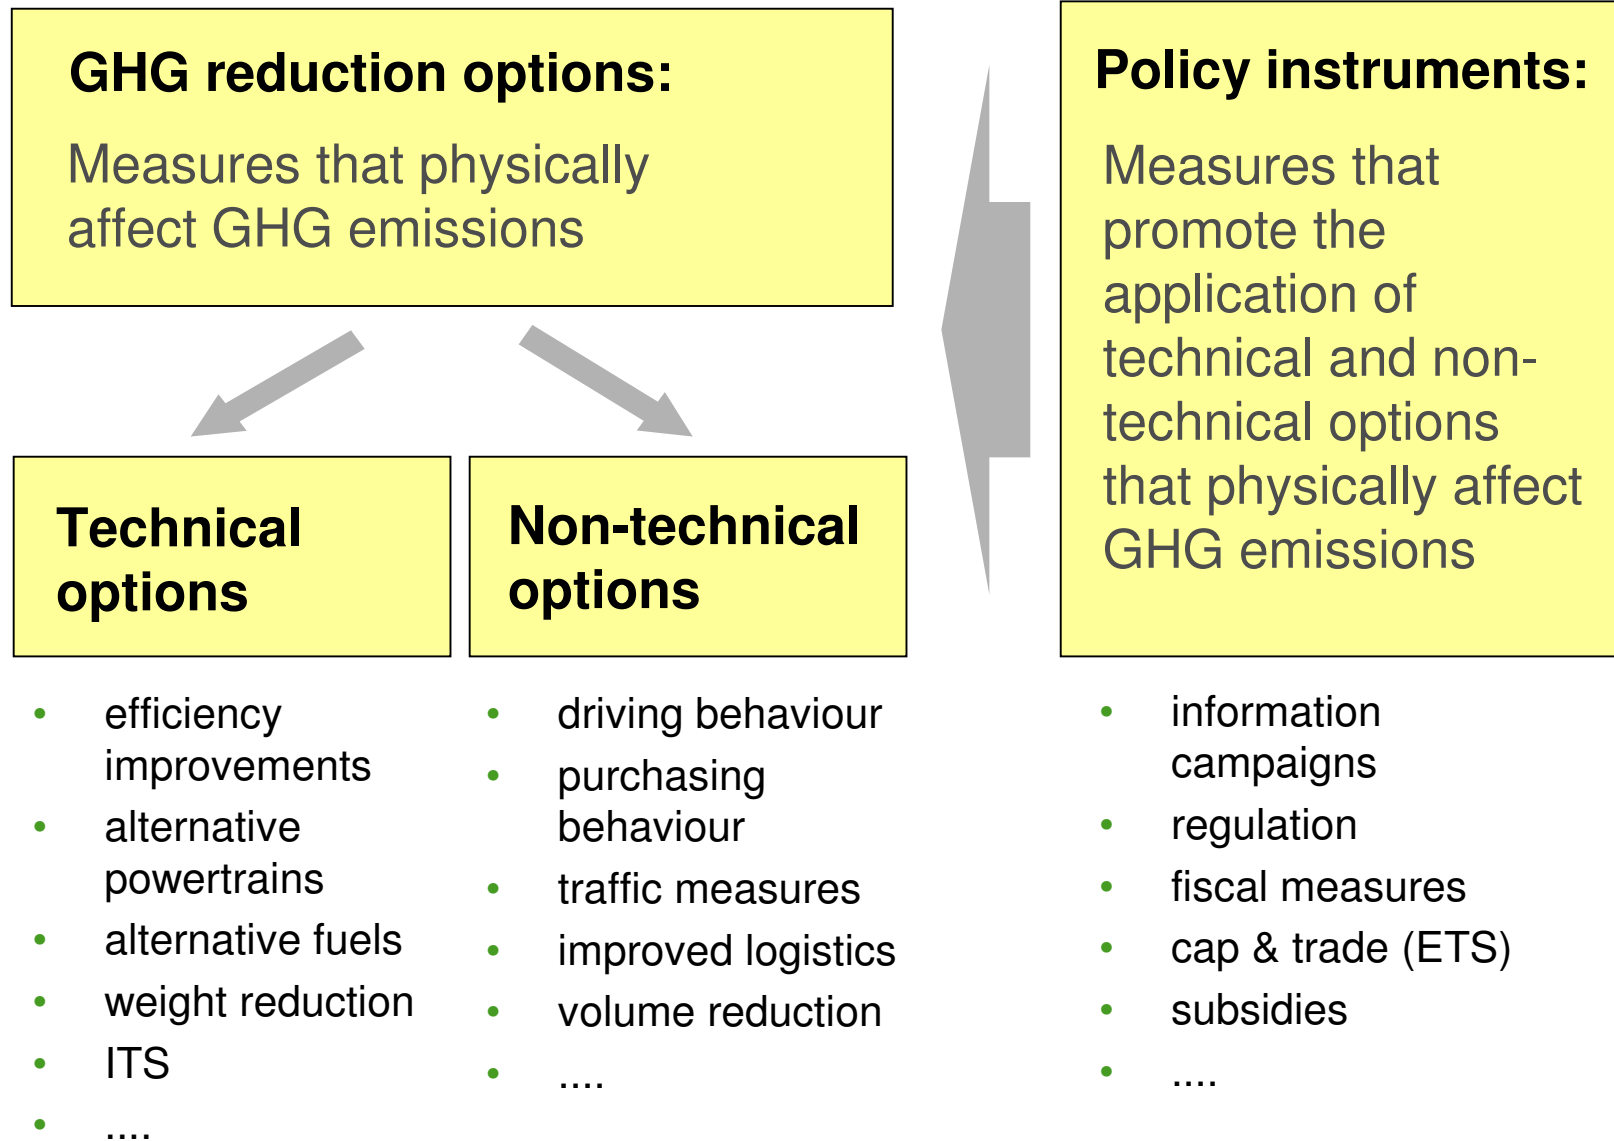 GHG reduction options:
Measures that physically
affect GHG emissions
Policy instruments:
Measures that
promote the
application of
technical and non-
technical options
that physically affect
GHG emissions
Technical
options
Non-technical
options
• efficiency
improvements
• alternative
powertrains
• alternative fuels
• weight reduction
• ITS
• ....
• driving behaviour
• purchasing
behaviour
• traffic measures
• improved logistics
• volume reduction
• ....
• information
campaigns
• regulation
• fiscal measures
• cap & trade (ETS)
• subsidies
• ....